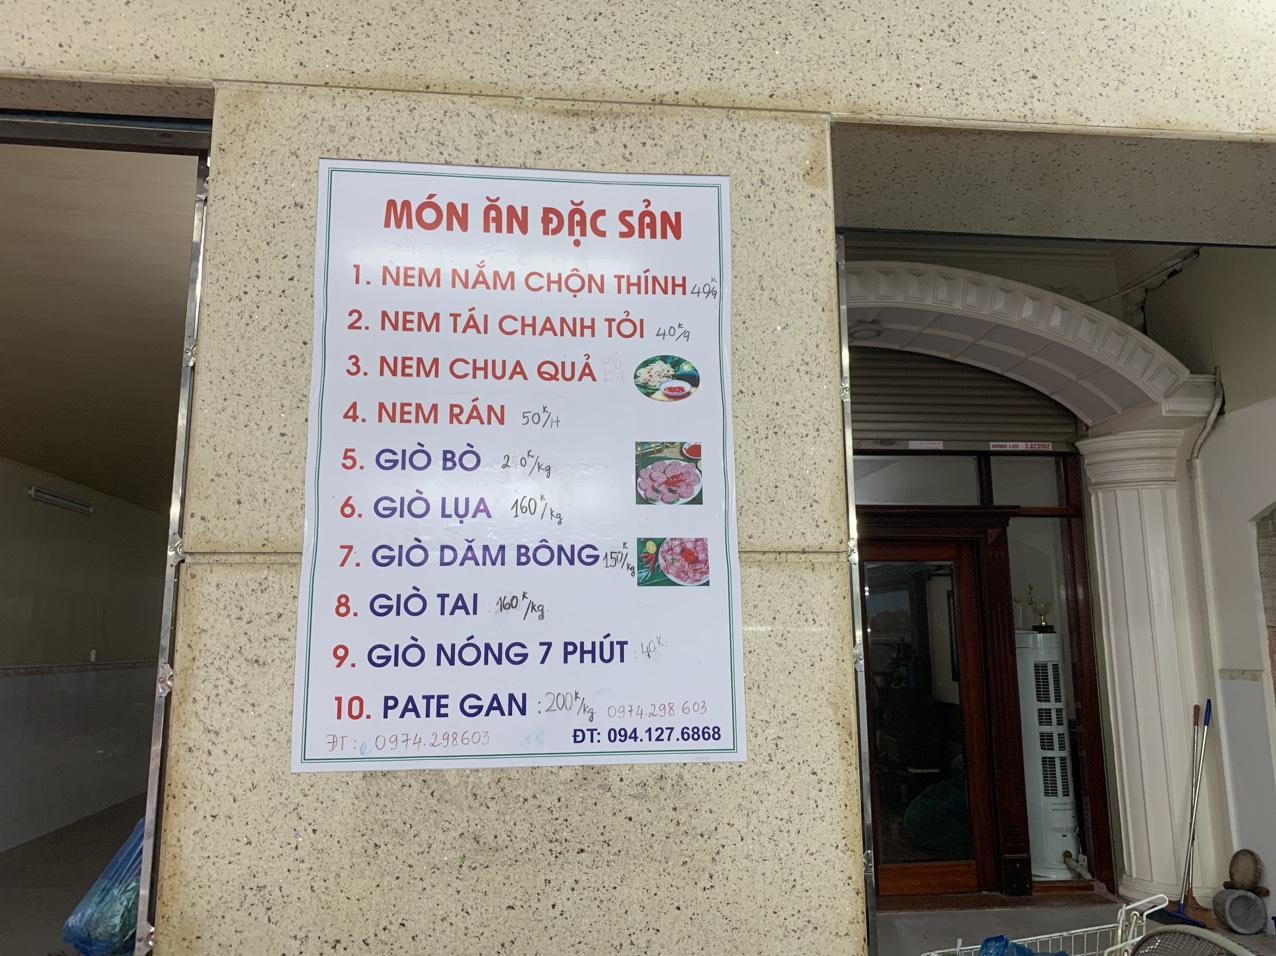 MÓN ĂN ĐẶC SẢN
1. NEM NẮM CHỘN THÍNH 40K/g
2. NEM TÁI CHANH TỎI 40K/g
3. NEM CHUA QUẢ
4. NEM RÁN 50K/H
5. GIÒ BÒ K/kg
6. GIÒ LỤA 160K/kg
7. GIÒ DĂM BÔNG 150K/kg
8. GIÒ TAI : 160K/kg
9. GIÒ NÓNG 7 PHÚT : 40K
10. PATE GAN : 200K/kg 0974.298 603
ĐT: 0974.298603 ĐT: 094.127.6868